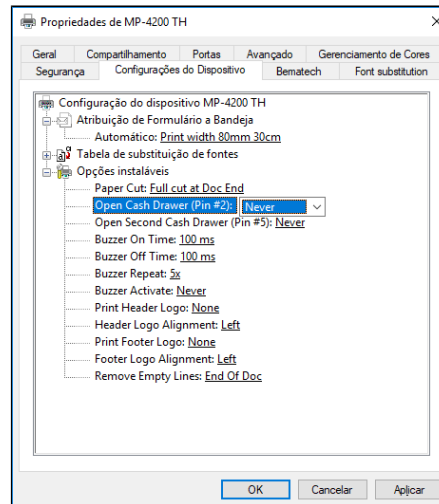 Propriedades de MP-4200 TH
Geral Compartilhamento Portas Avançado Gerenciamento de Cores
Segurança Configurações do Dispositivo Bematech Font substitution
Configuração do dispositivo MP-4200 TH
Atribuição de Formulário a Bandeja
Automático: Print width 80mm 30cm
Tabela de substituição de fontes
Opções instaláveis
Paper Cut: Full cut at Doc End
Open Cash Drawer (Pin #2): Never
Open Second Cash Drawer (Pin #5): Never
Buzzer On Time: 100 ms
Buzzer Off Time: 100 ms
Buzzer Repeat: 5x
Buzzer Activate: Never
Print Header Logo: None
Header Logo Alignment: Left
Print Footer Logo: None
Footer Logo Alignment: Left
Remove Empty Lines: End Of Doc
OK Cancelar Aplicar